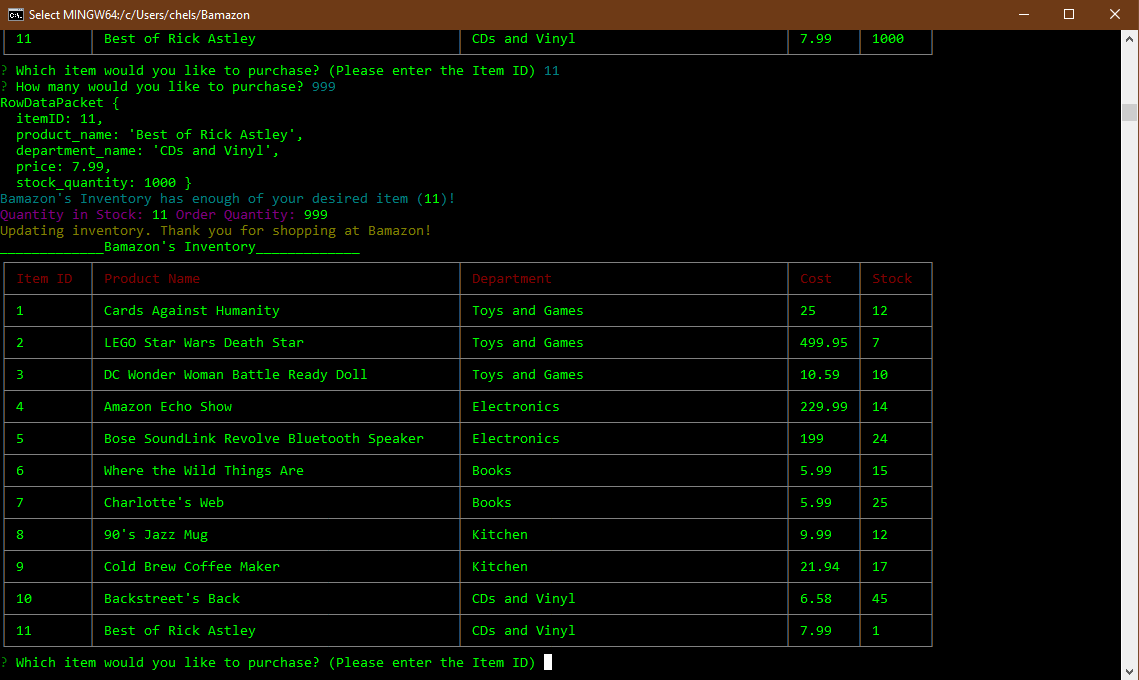 Select MINGW64:/c/Users/chels/Bamazon
11 Best of Rick Astley CDs and Vinyl 7.99 1000
? Which item would you like to purchase? (Please enter the Item ID) 11
? How many would you like to purchase? 999
RowDataPacket {
itemID: 11,
product_name: 'Best of Rick Astley',
department_name: 'CDs and Vinyl',
price: 7.99,
stock_quantity: 1000 }
Bamazon's Inventory has enough of your desired item (11)!
Quantity in Stock: 11 Order Quantity: 999
Updating inventory. Thank you for shopping at Bamazon!
_____________Bamazon's Inventory_____________
Item ID Product Name Department Cost Stock
1 Cards Against Humanity Toys and Games 25 12
2 LEGO Star Wars Death Star Toys and Games 499.95 7
3 DC Wonder Woman Battle Ready Doll Toys and Games 10.59 10
4 Amazon Echo Show Electronics 229.99 14
5 Bose SoundLink Revolve Bluetooth Speaker Electronics 199 24
6 Where the Wild Things Are Books 5.99 15
7 Charlotte's Web Books 5.99 25
8 90's Jazz Mug Kitchen 9.99 12
9 Cold Brew Coffee Maker Kitchen 21.94 17
10 Backstreet's Back CDs and Vinyl 6.58 45
11 Best of Rick Astley CDs and Vinyl 7.99 1
? Which item would you like to purchase? (Please enter the Item ID)